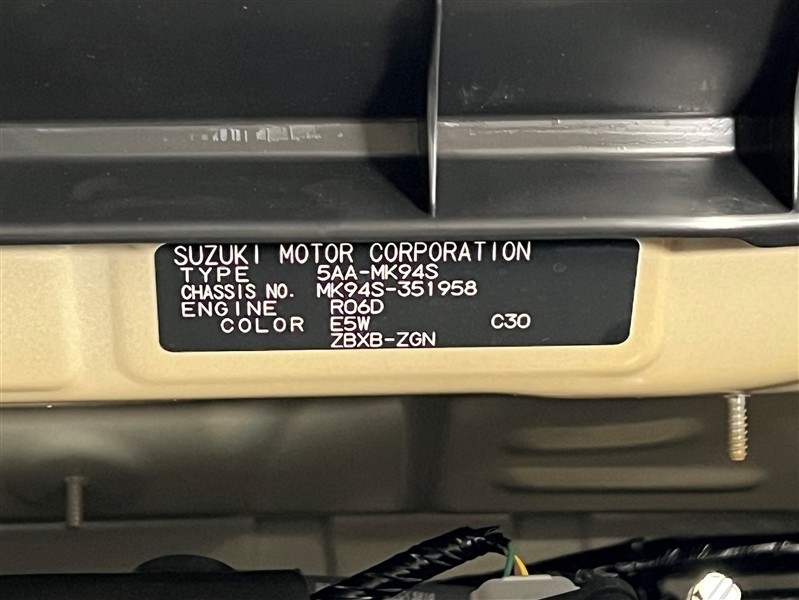 SUZUKI MOTOR CORPORATION
TYPE 5AA-MK94S
CHASSIS NO. MK94S-351958
ENGINE R06D
COLOR E5W C30
ZBXB-ZGN